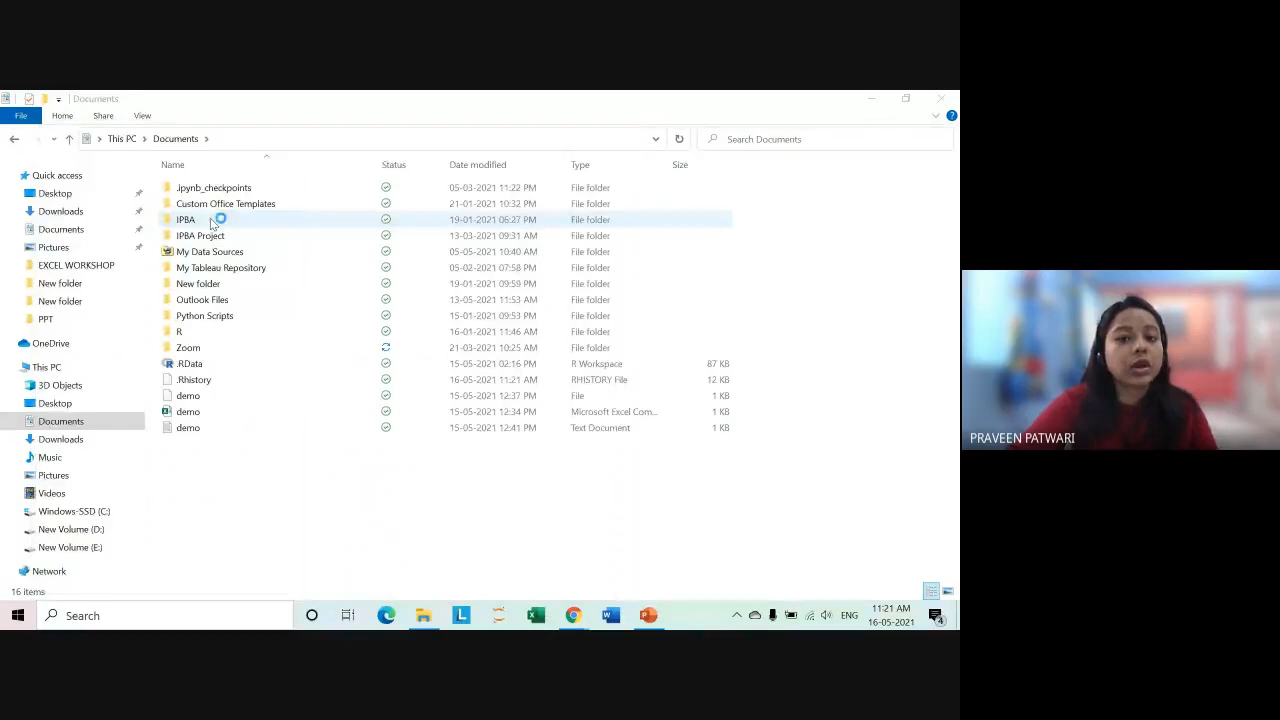 Documents
File Home Share View
This PC Documents
Search Documents
Name Status Date modified Type Size
Quick access
Desktop
Downloads
Documents
Pictures
EXCEL WORKSHOP
New folder
New folder
PPT
OneDrive
This PC
3D Objects
Desktop
Documents
Downloads
Music
Pictures
Videos
Windows-SSD (C:)
New Volume (D:)
New Volume (E:)
Network
.ipynb_checkpoints 05-03-2021 11:22 PM File folder
Custom Office Templates 21-01-2021 10:32 PM File folder
IPBA 19-01-2021 06:27 PM File folder
IPBA Project 13-03-2021 09:31 AM File folder
My Data Sources 05-05-2021 10:40 AM File folder
My Tableau Repository 05-02-2021 07:58 PM File folder
New folder 19-01-2021 09:59 PM File folder
Outlook Files 13-05-2021 11:53 AM File folder
Python Scripts 15-01-2021 09:53 PM File folder
R 16-01-2021 11:46 AM File folder
Zoom 21-03-2021 10:25 AM File folder
.RData 15-05-2021 02:16 PM R Workspace 87 KB
.Rhistory 16-05-2021 11:21 AM RHISTORY File 12 KB
demo 15-05-2021 12:37 PM File 1 KB
demo 15-05-2021 12:34 PM Microsoft Excel Com... 1 KB
demo 15-05-2021 12:41 PM Text Document 1 KB
16 items
Search
ENG
11:21 AM
16-05-2021
4
PRAVEEN PATWARI